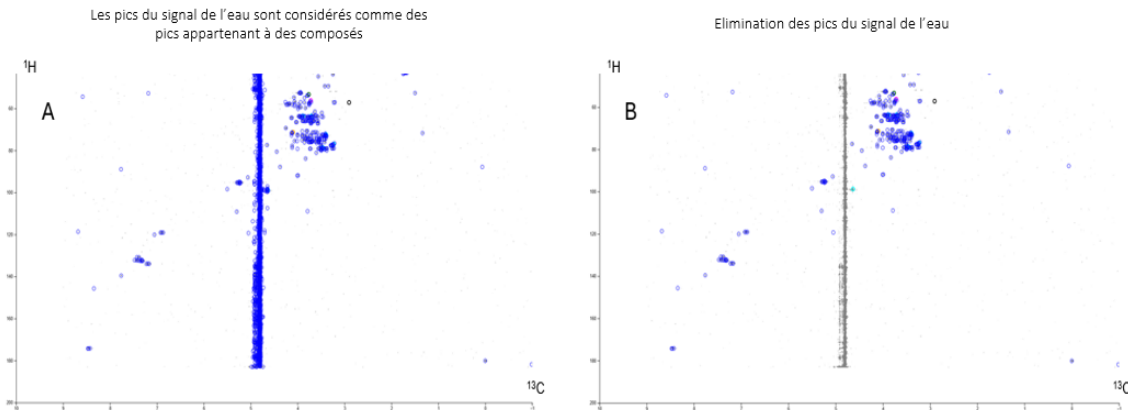 Les pics du signal de l’eau sont considérés comme des
pics appartenant à des composés
Elimination des pics du signal de l’eau
¹H
¹H
A
B
¹³C
¹³C